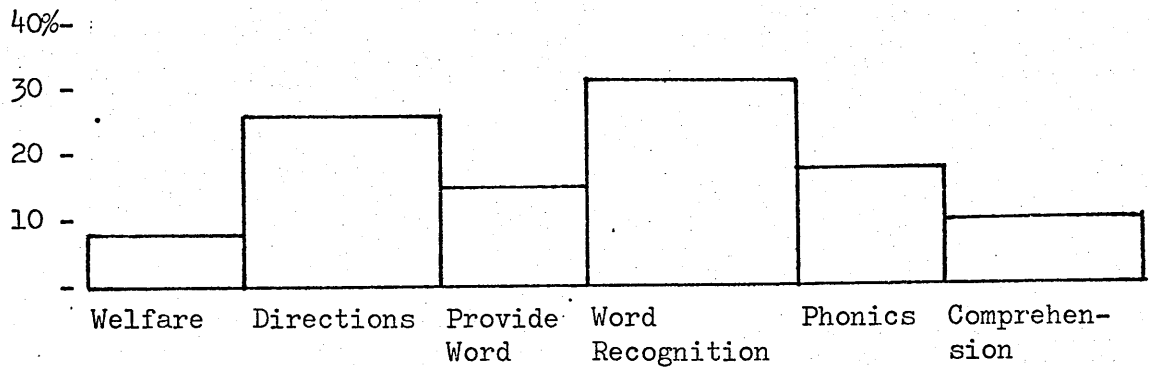 40%-
30 -
20 -
10 -
-
Welfare Directions Provide Word Phonics Comprehen-
Word Recognition sion